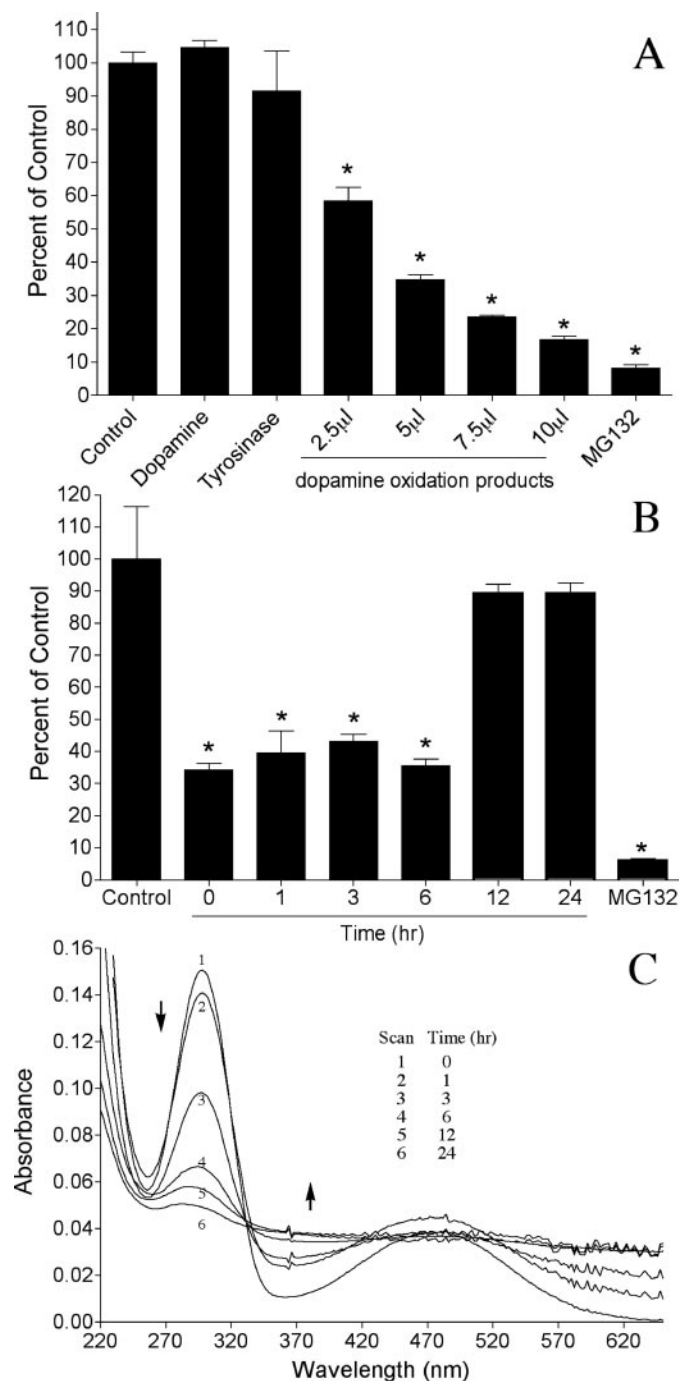 A
Percent of Control
110
100
90
80
70
60
50
40
30
20
10
0
Control
Dopamine
Tyrosinase
2.5µl
5µl
7.5µl
10µl
MG132
dopamine oxidation products
B
Percent of Control
120
110
100
90
80
70
60
50
40
30
20
10
0
* * * * *
Control 0 1 3 6 12 24 MG132
Time (hr)
C
Absorbance
0.16
0.14
0.12
0.10
0.08
0.06
0.04
0.02
0.00
1
2
3
4
5
6
Scan Time (hr)
1 0
2 1
3 3
4 6
5 12
6 24
220 270 320 370 420 470 520 570 620
Wavelength (nm)